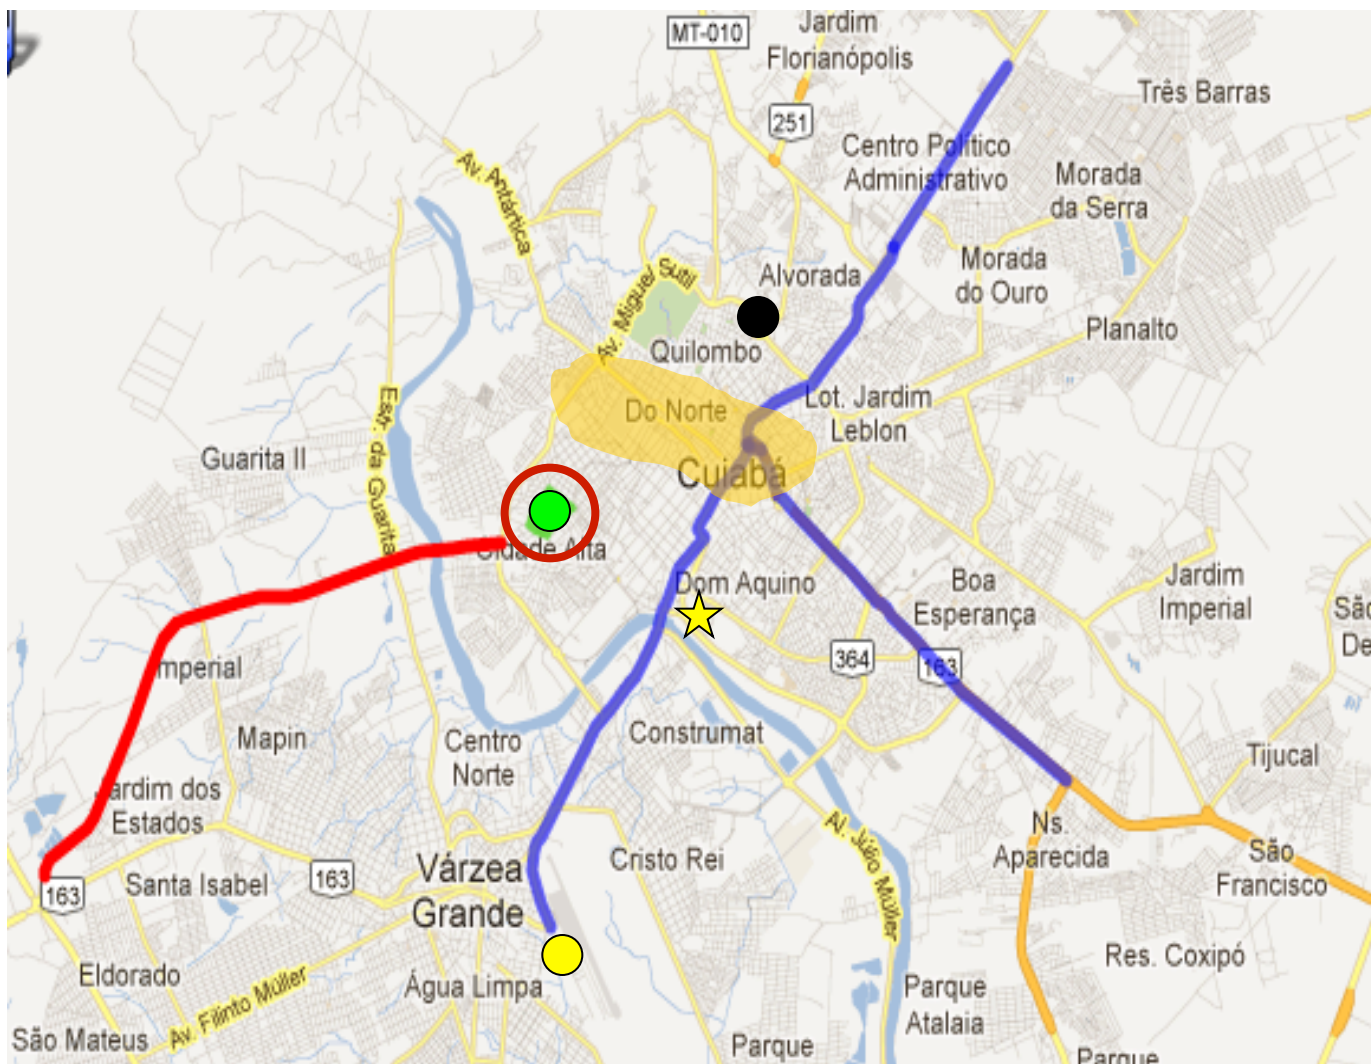 MT-010
Jardim
Florianópolis
Três Barras
251
Centro Político
Administrativo
Av. Antártica
Morada
da Serra
Av. Miguel Sutil
Alvorada
Morada
do Ouro
Planalto
Quilombo
Do Norte
Lot. Jardim
Leblon
Estr. da Guarita
Guarita II
Cuiabá
Cidade Alta
Dom Aquino
Boa
Esperança
Jardim
Imperial
São
De
364
163
Imperial
Mapin
Centro
Norte
Construmat
Tijucal
Jardim dos
Estados
Ns.
Aparecida
Al. Júlio Müller
Várzea
Grande
Cristo Rei
São
Francisco
163
Santa Isabel
163
Res. Coxipó
Eldorado
Av Filinto Müller
Água Limpa
Parque
Atalaia
São Mateus
Parque
Parque